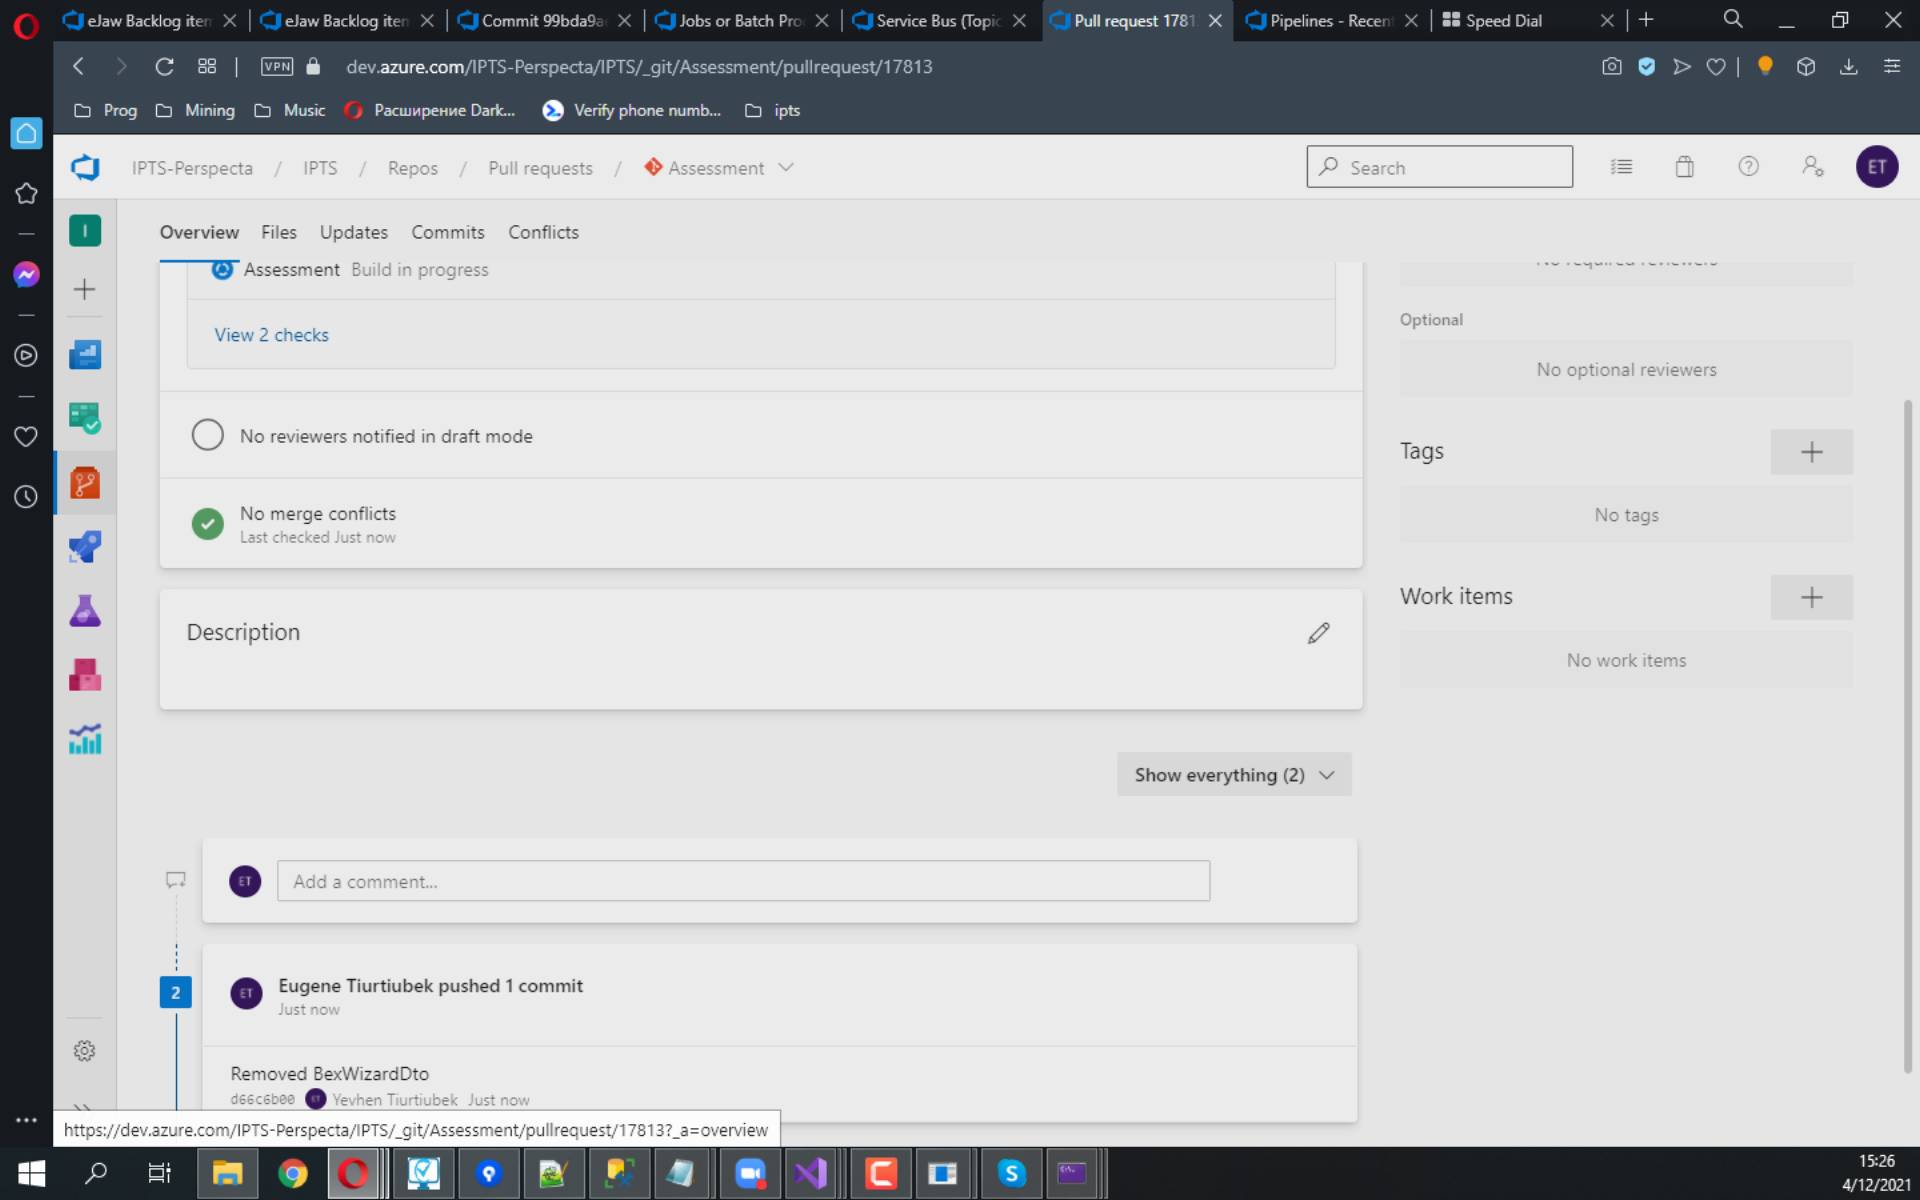 eJaw Backlog iten
eJaw Backlog iten
Commit 99bda9a
Jobs or Batch Pro
Service Bus (Topic
Pull request 1781
Pipelines - Recent
Speed Dial
VPN
dev.azure.com/IPTS-Perspecta/IPTS/_git/Assessment/pullrequest/17813
Prog
Mining
Music
Расширение Dark...
Verify phone numb...
ipts
IPTS-Perspecta / IPTS / Repos / Pull requests / Assessment
Search
ET
I
Overview
Files
Updates
Commits
Conflicts
Assessment Build in progress
No required reviewers
View 2 checks
Optional
No optional reviewers
No reviewers notified in draft mode
Tags
No tags
No merge conflicts
Last checked Just now
Work items
No work items
Description
Show everything (2)
ET
Add a comment...
2
ET
Eugene Tiurtiubek pushed 1 commit
Just now
Removed BexWizardDto
d66c6b00 ET Yevhen Tiurtiubek Just now
https://dev.azure.com/IPTS-Perspecta/IPTS/_git/Assessment/pullrequest/17813?_a=overview
15:26
4/12/2021